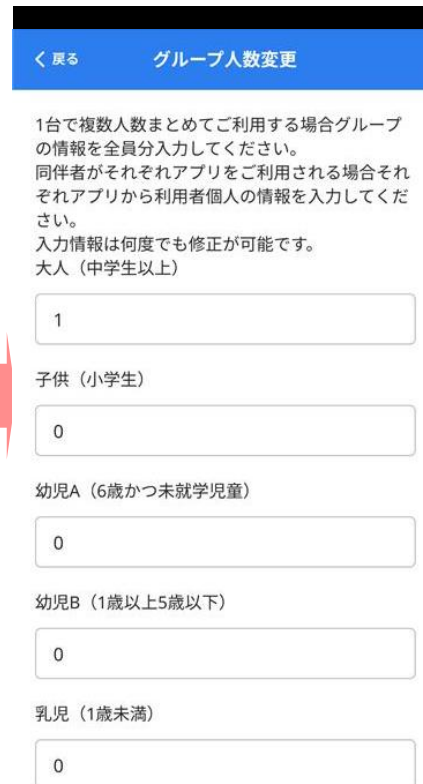 戻る グループ人数変更
1台で複数人数まとめてご利用する場合グループ
の情報を全員分入力してください。
同伴者がそれぞれアプリをご利用される場合それ
ぞれアプリから利用者個人の情報を入力してくだ
さい。
入力情報は何度でも修正が可能です。
大人（中学生以上）
1
子供（小学生）
0
幼児A（6歳かつ未就学児童）
0
幼児B（1歳以上5歳以下）
0
乳児（1歳未満）
0